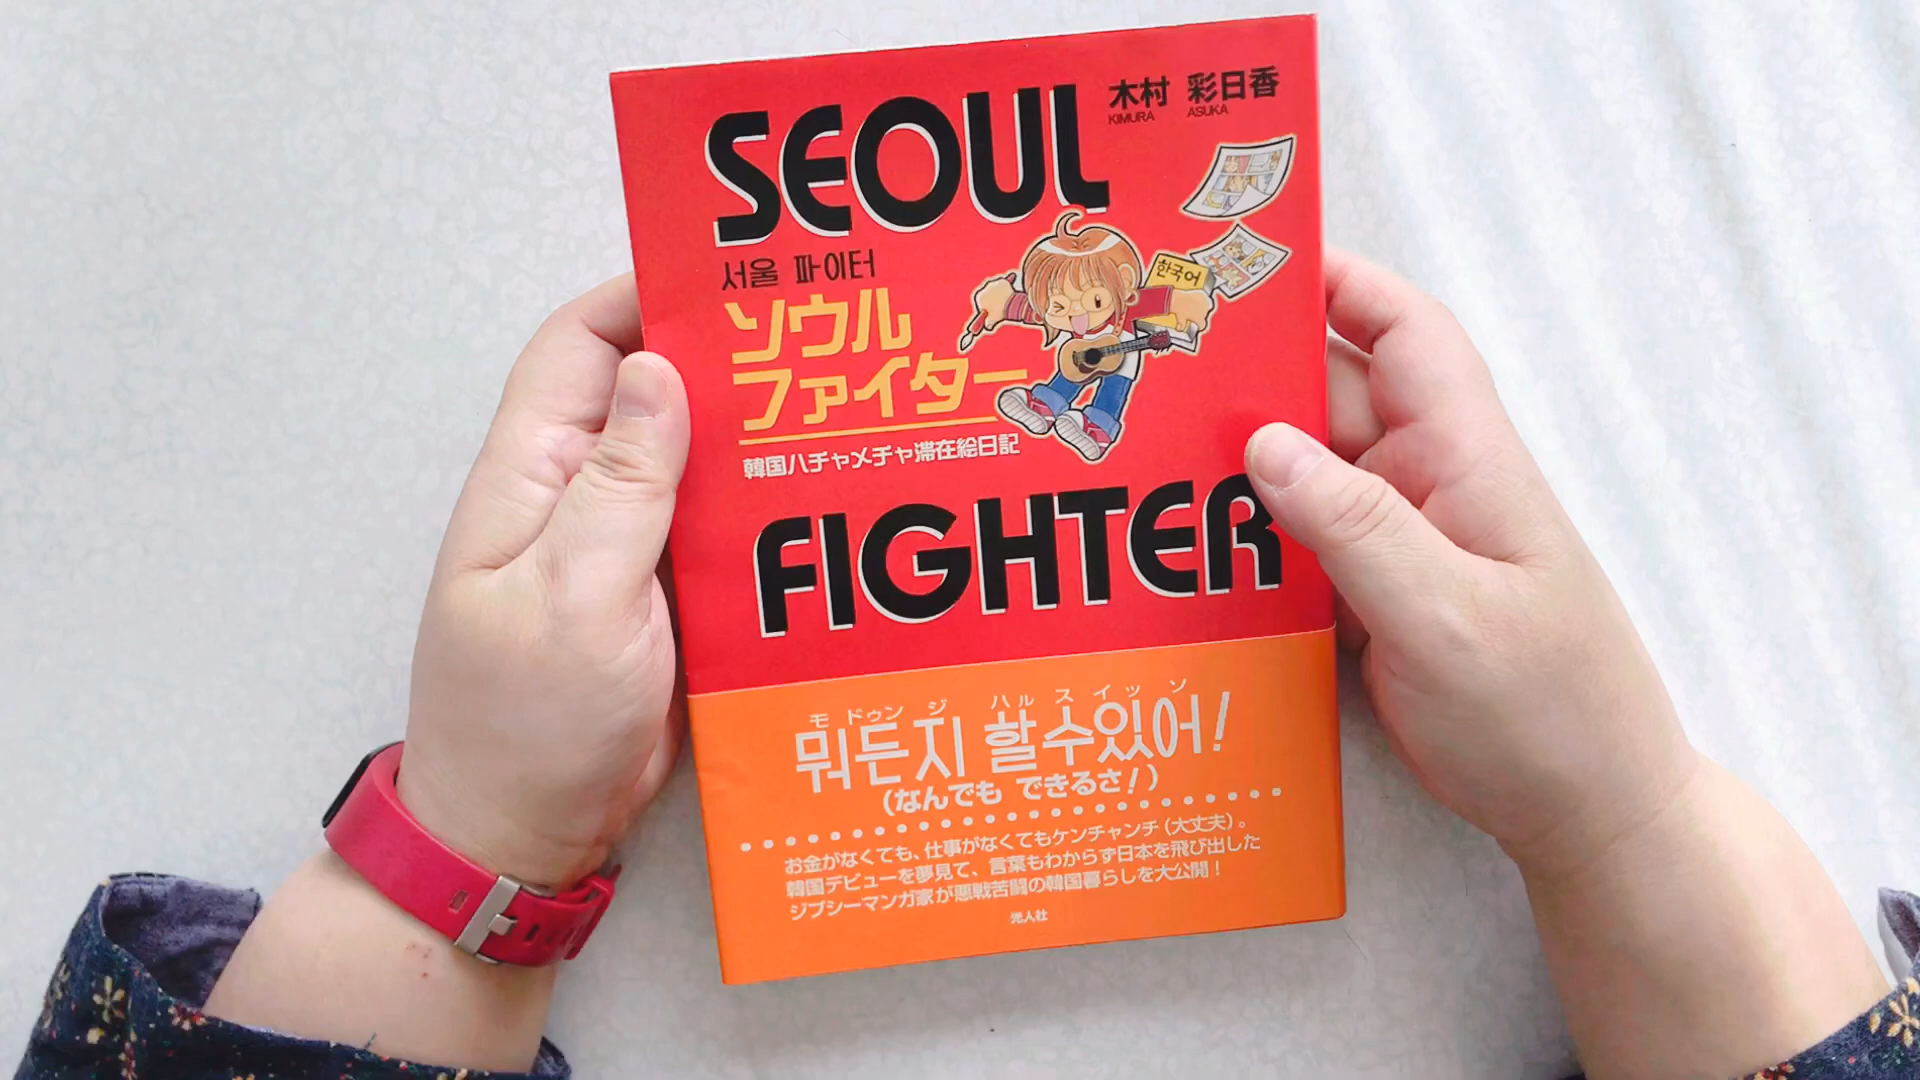 SEOUL
木村 彩日香
KIMURA ASUKA
서울 파이터
ソウル
ファイター
한국어
韓国ハチャメチャ滞在絵日記
FIGHTER
モ ドゥン ジ ハル ス イッ ソ
뭐든지 할수있어!
(なんでも できるさ!)
お金がなくても、仕事がなくてもケンチャンチ(大丈夫)。
韓国デビューを夢見て、言葉もわからず日本を飛び出した
ジプシーマンガ家が悪戦苦闘の韓国暮らしを大公開!
光人社